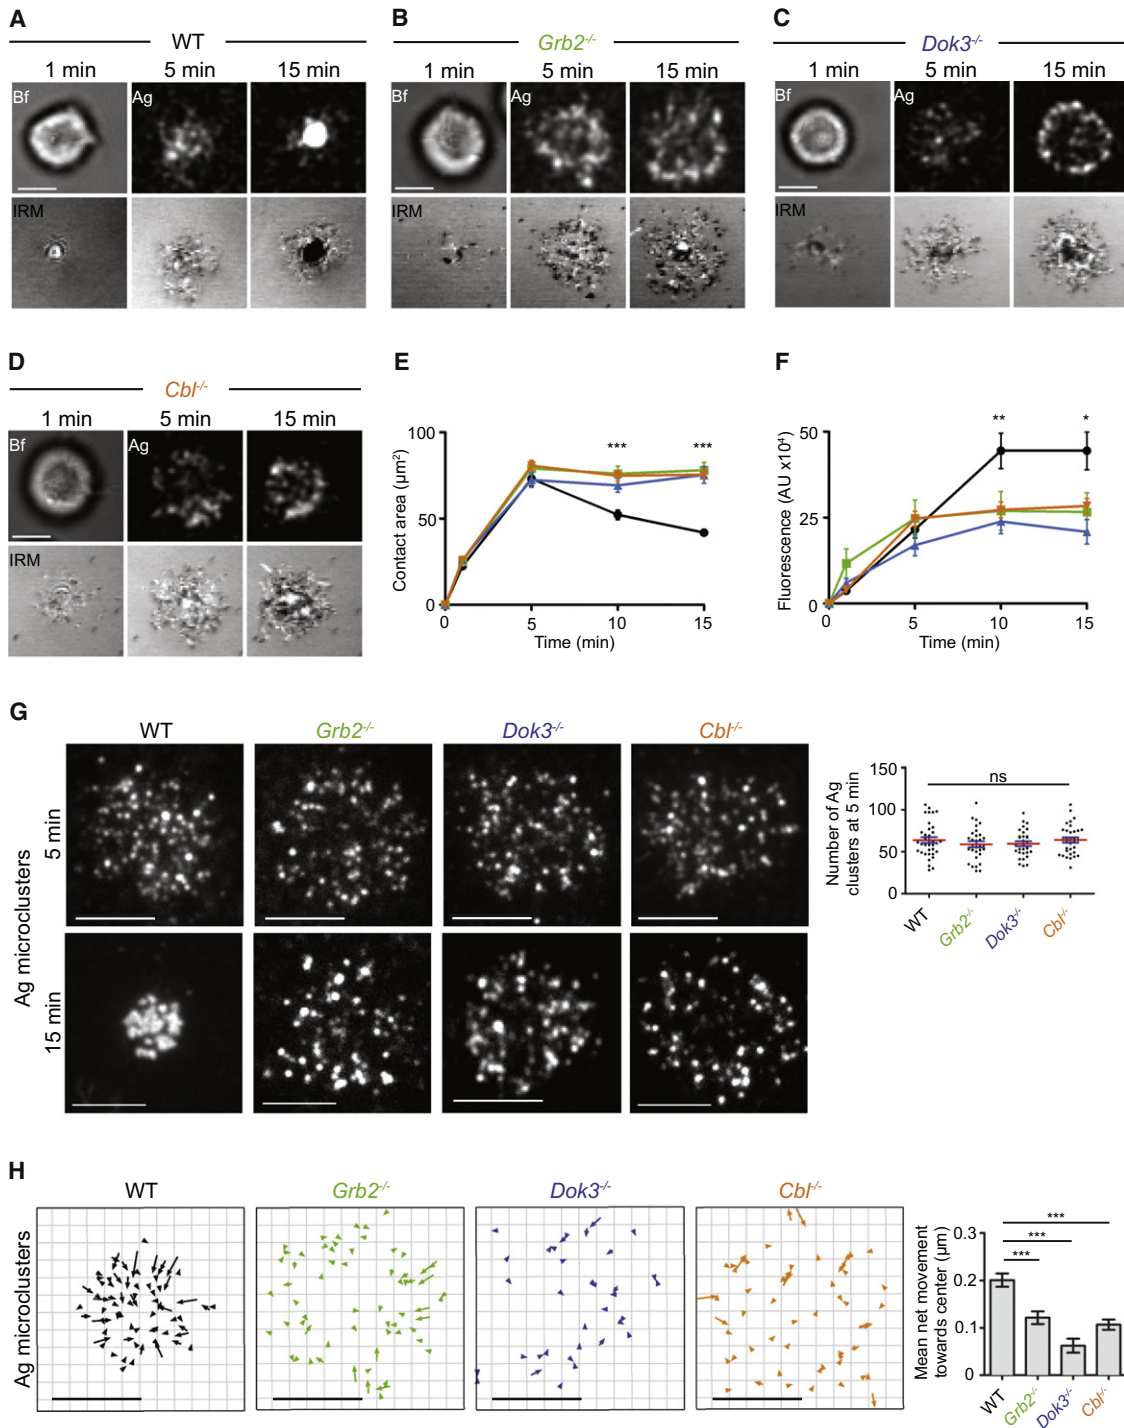 A
WT
1 min 5 min 15 min
Bf Ag
IRM
B
Grb2-/-
1 min 5 min 15 min
Bf Ag
IRM
C
Dok3-/-
1 min 5 min 15 min
Bf Ag
IRM
D
Cbl-/-
1 min 5 min 15 min
Bf Ag
IRM
E
Contact area (µm²)
100
50
0
*** ***
0 5 10 15
Time (min)
F
Fluorescence (AU x10⁴)
50
25
0
** *
0 5 10 15
Time (min)
G
WT Grb2-/- Dok3-/- Cbl-/-
Ag microclusters
5 min
15 min
Number of Ag
clusters at 5 min
150
100
50
0
ns
WT Grb2-/- Dok3-/- Cbl-/-
H
WT Grb2-/- Dok3-/- Cbl-/-
Ag microclusters
Mean net movement
towards center (µm)
0.3
0.2
0.1
0
***
***
***
WT Grb2-/- Dok3-/- Cbl-/-